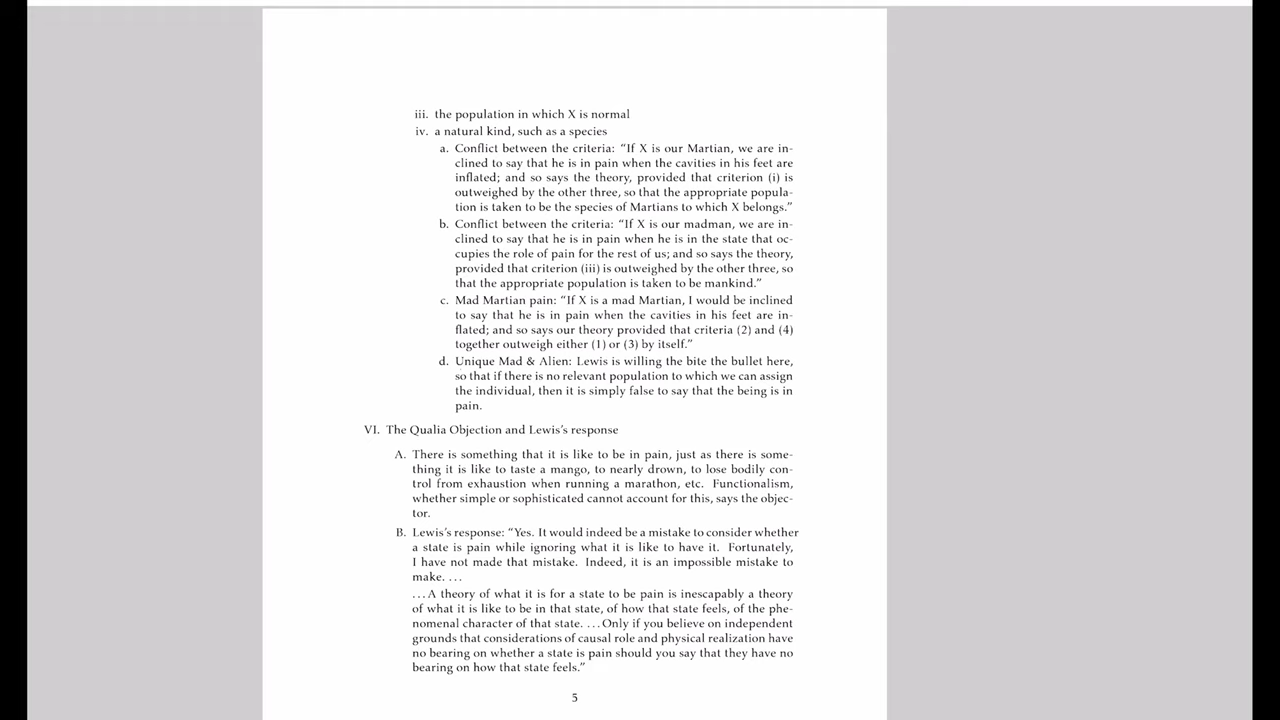 iii. the population in which X is normal
iv. a natural kind, such as a species
a. Conflict between the criteria: “If X is our Martian, we are in-
clined to say that he is in pain when the cavities in his feet are
inflated; and so says the theory, provided that criterion (i) is
outweighed by the other three, so that the appropriate popula-
tion is taken to be the species of Martians to which X belongs.”
b. Conflict between the criteria: “If X is our madman, we are in-
clined to say that he is in pain when he is in the state that oc-
cupies the role of pain for the rest of us; and so says the theory,
provided that criterion (iii) is outweighed by the other three, so
that the appropriate population is taken to be mankind.”
c. Mad Martian pain: “If X is a mad Martian, I would be inclined
to say that he is in pain when the cavities in his feet are in-
flated; and so says our theory provided that criteria (2) and (4)
together outweigh either (1) or (3) by itself.”
d. Unique Mad & Alien: Lewis is willing the bite the bullet here,
so that if there is no relevant population to which we can assign
the individual, then it is simply false to say that the being is in
pain.
VI. The Qualia Objection and Lewis’s response
A. There is something that it is like to be in pain, just as there is some-
thing it is like to taste a mango, to nearly drown, to lose bodily con-
trol from exhaustion when running a marathon, etc. Functionalism,
whether simple or sophisticated cannot account for this, says the objec-
tor.
B. Lewis’s response: “Yes. It would indeed be a mistake to consider whether
a state is pain while ignoring what it is like to have it. Fortunately,
I have not made that mistake. Indeed, it is an impossible mistake to
make. ...
...A theory of what it is for a state to be pain is inescapably a theory
of what it is like to be in that state, of how that state feels, of the phe-
nomenal character of that state. ...Only if you believe on independent
grounds that considerations of causal role and physical realization have
no bearing on whether a state is pain should you say that they have no
bearing on how that state feels.”
5